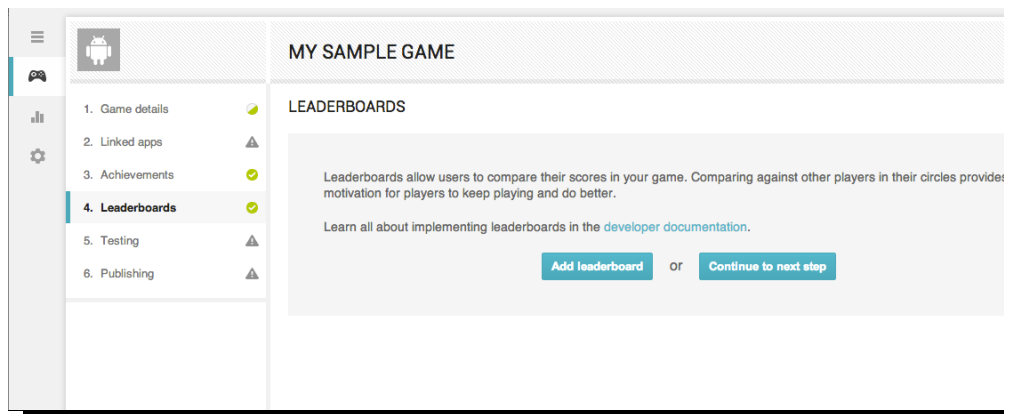 MY SAMPLE GAME
1. Game details
2. Linked apps
3. Achievements
4. Leaderboards
5. Testing
6. Publishing
LEADERBOARDS
Leaderboards allow users to compare their scores in your game. Comparing against other players in their circles provides
motivation for players to keep playing and do better.
Learn all about implementing leaderboards in the developer documentation.
Add leaderboard or Continue to next step